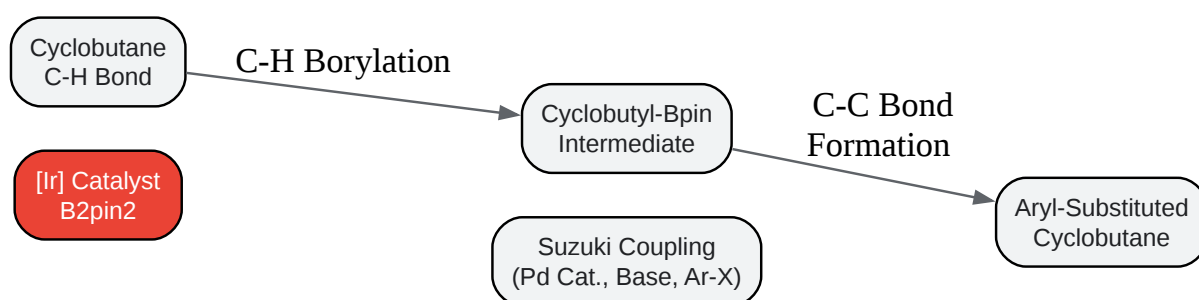 Cyclobutane
C-H Bond
C-H Borylation
Cyclobutyl-Bpin
Intermediate
C-C Bond
Formation
[Ir] Catalyst
B2pin2
Aryl-Substituted
Cyclobutane
Suzuki Coupling
(Pd Cat., Base, Ar-X)